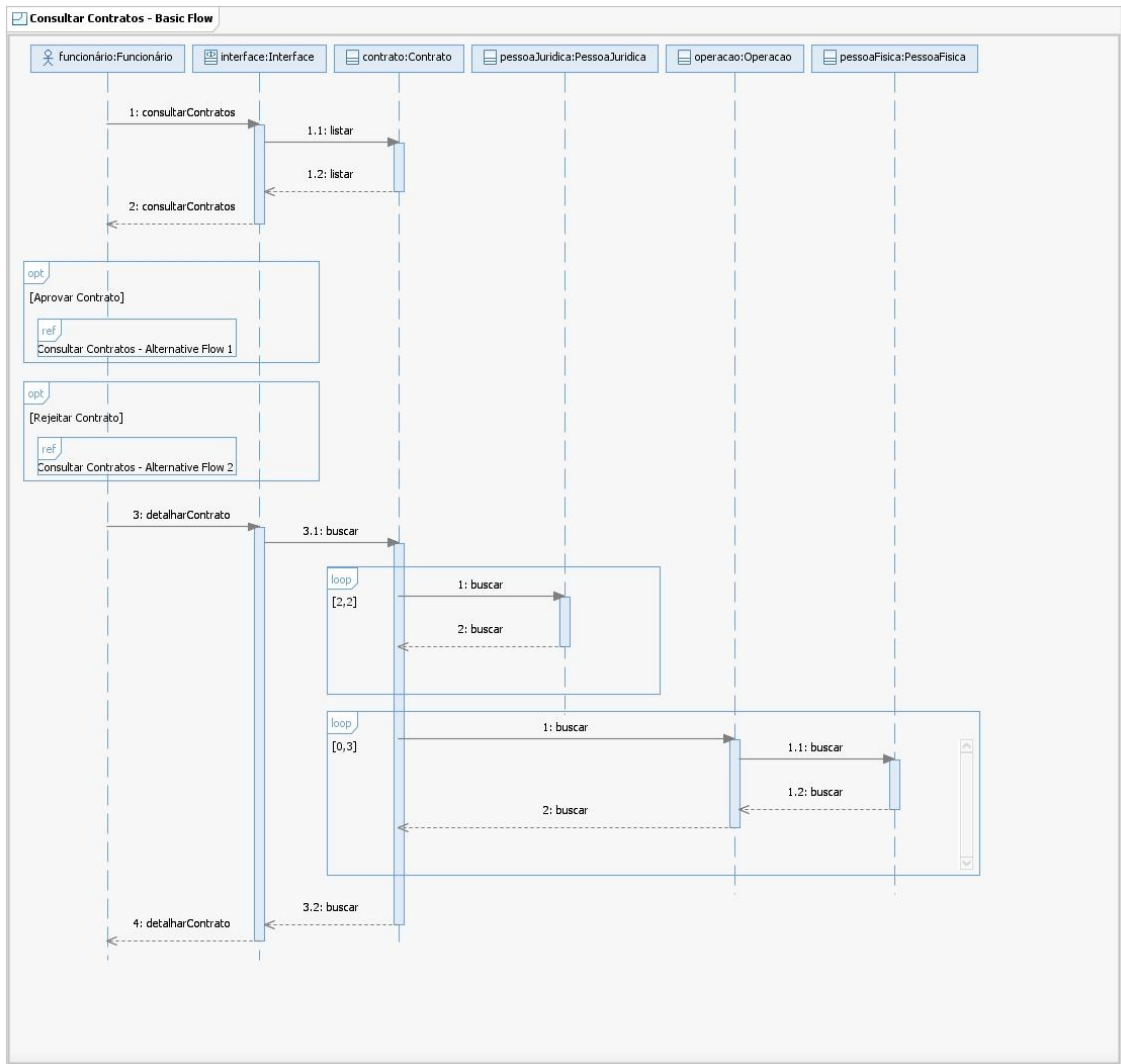 Consultar Contratos - Basic Flow
funcionário:Funcionário
interface:Interface
contrato:Contrato
pessoaJuridica:PessoaJuridica
operacao:Operacao
pessoaFisica:PessoaFisica
1: consultarContratos
1.1: listar
1.2: listar
2: consultarContratos
opt
[Aprovar Contrato]
ref
Consultar Contratos - Alternative Flow 1
opt
[Rejeitar Contrato]
ref
Consultar Contratos - Alternative Flow 2
3: detalharContrato
3.1: buscar
loop
[2,2]
1: buscar
2: buscar
loop
[0,3]
1: buscar
1.1: buscar
1.2: buscar
2: buscar
3.2: buscar
4: detalharContrato